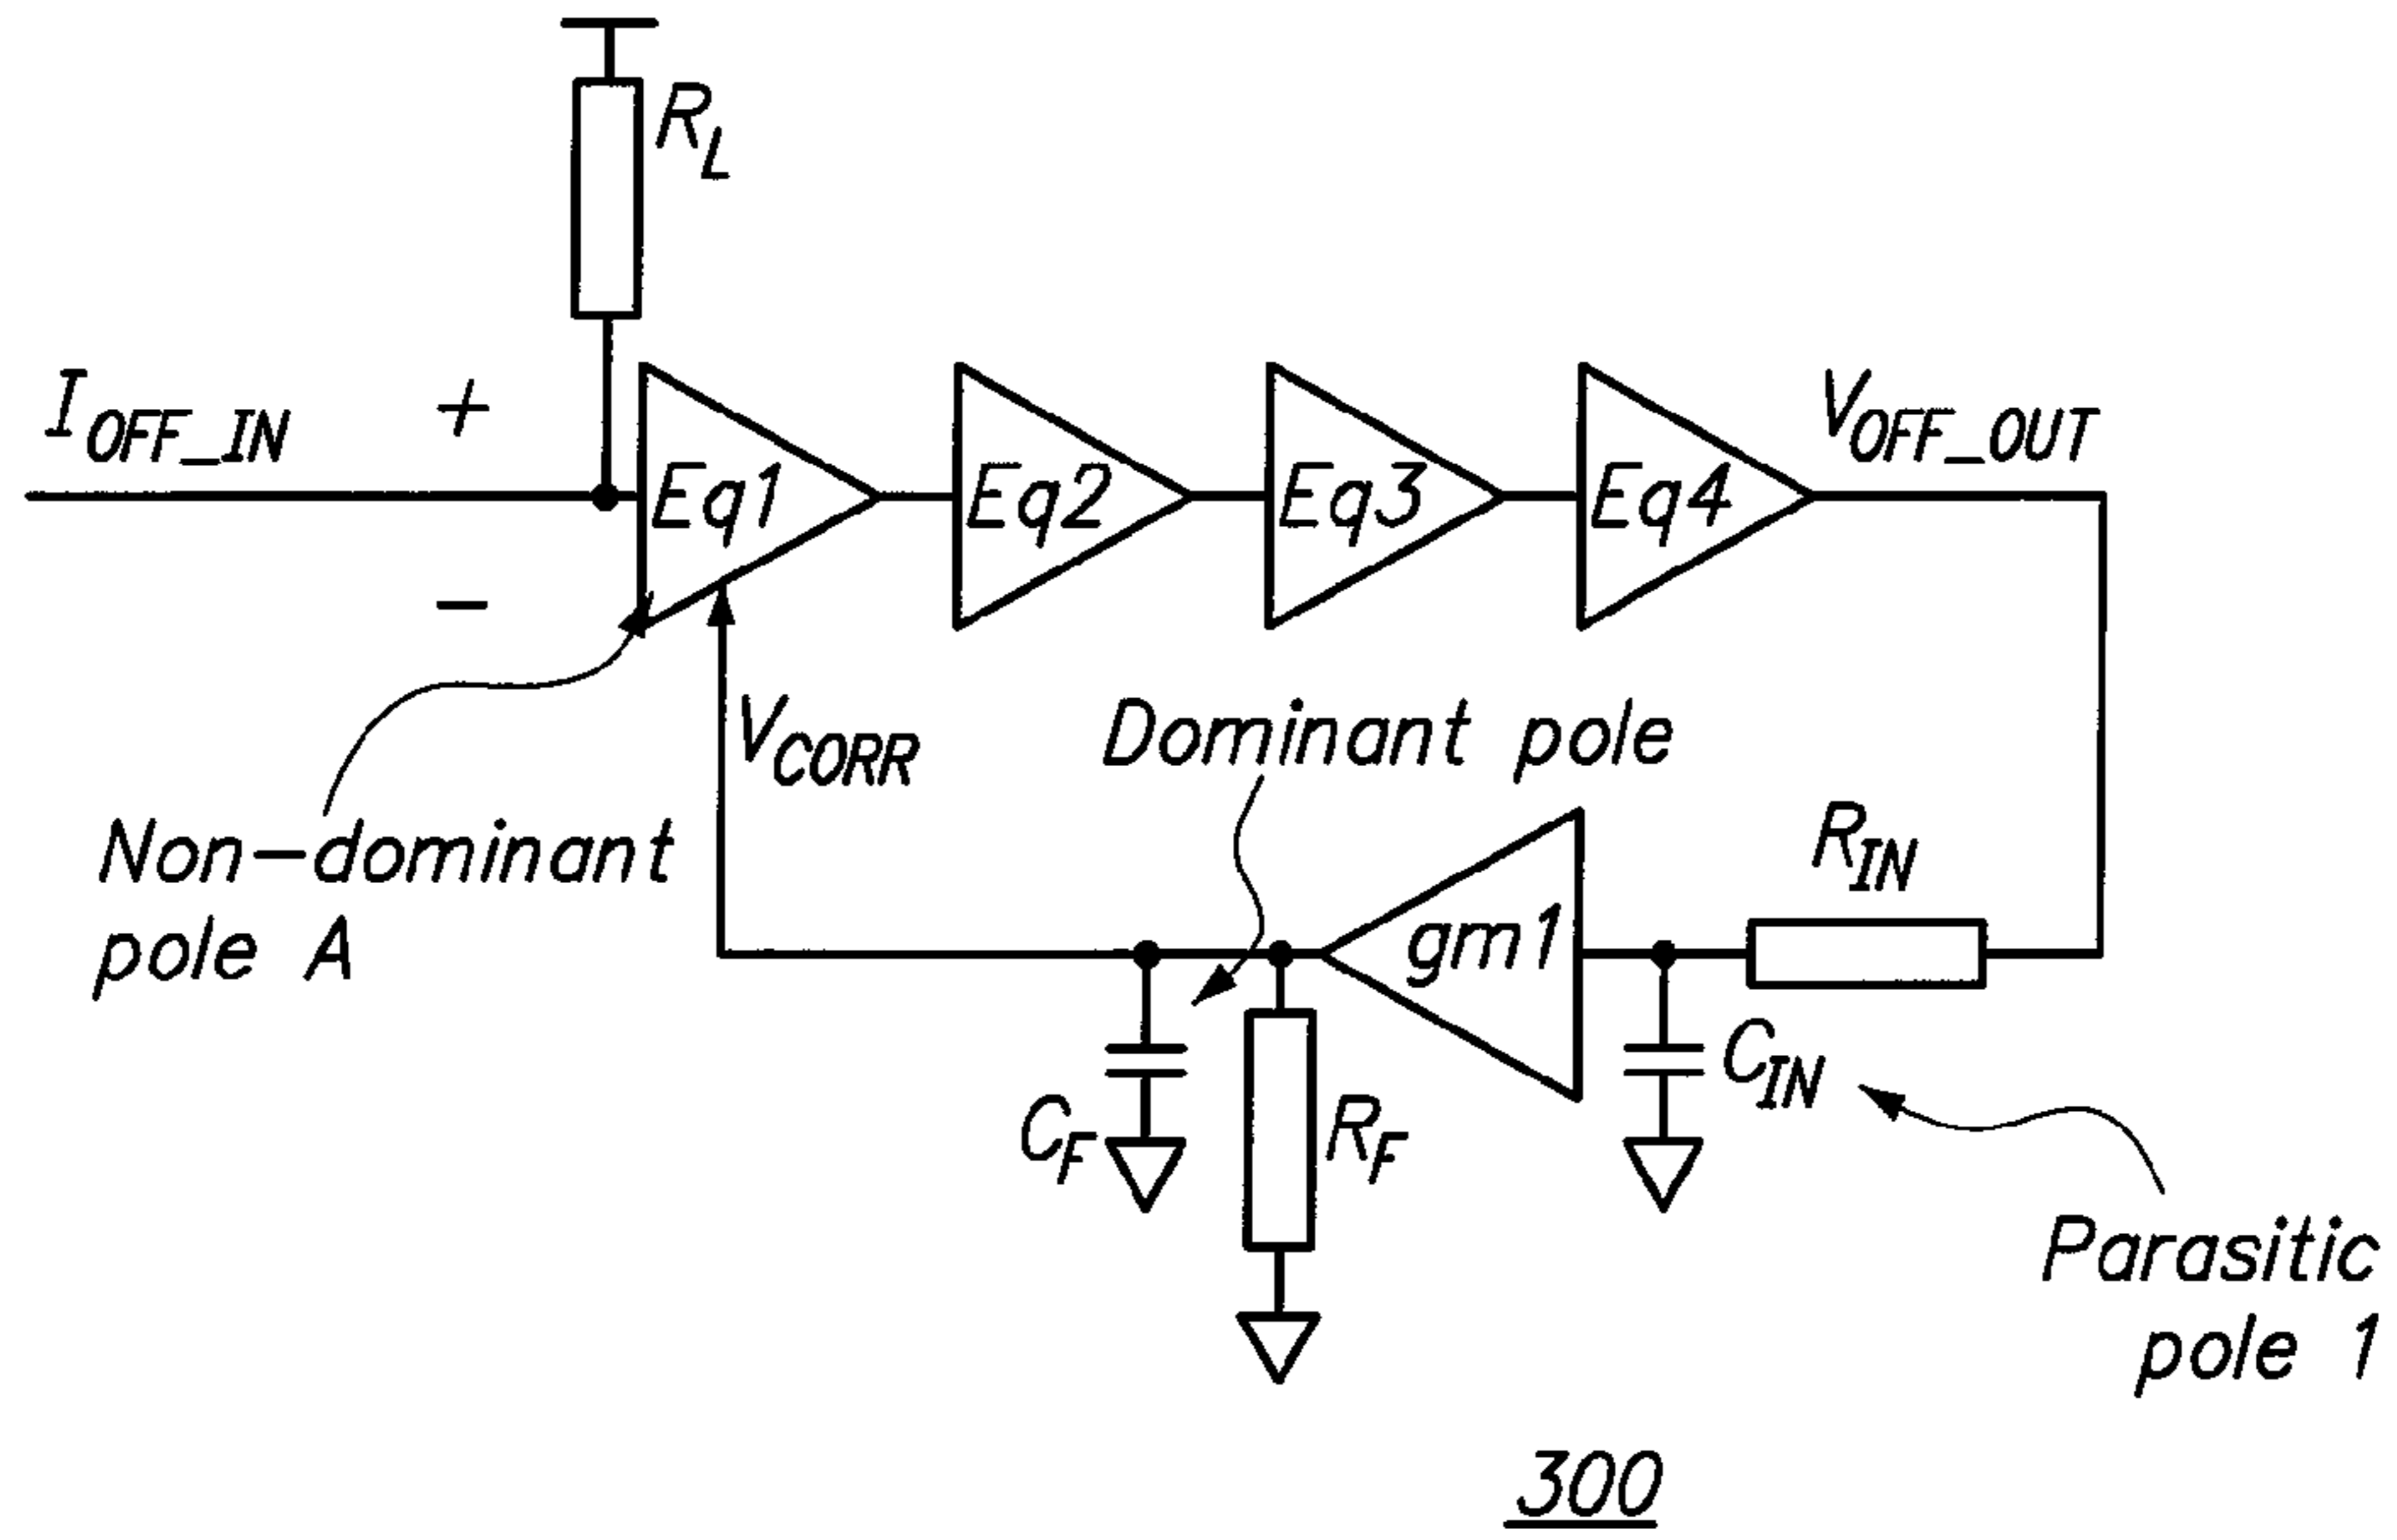 R_L
I_OFF_IN
+
−
Eq1
Eq2
Eq3
Eq4
V_OFF_OUT
V_CORR
Dominant pole
Non-dominant
pole A
gm1
R_IN
C_IN
C_F
R_F
Parasitic
pole 1
300